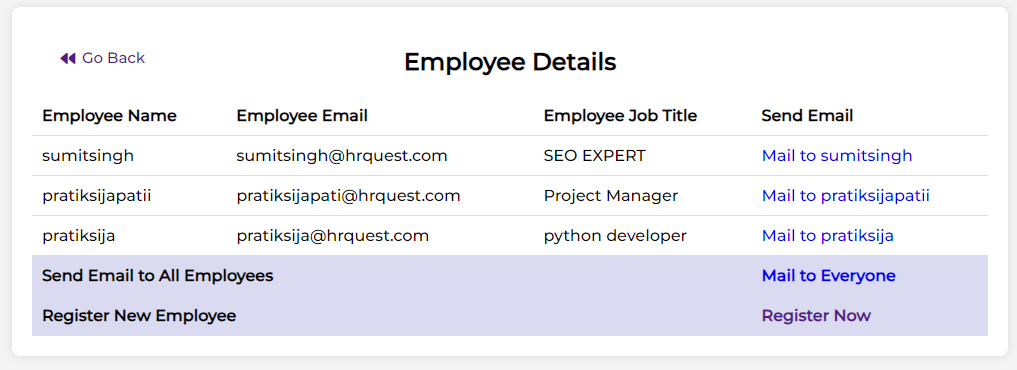 Go Back
Employee Details
Employee Name Employee Email Employee Job Title Send Email
sumitsingh sumitsingh@hrquest.com SEO EXPERT Mail to sumitsingh
pratiksijapatii pratiksijapati@hrquest.com Project Manager Mail to pratiksijapatii
pratiksija pratiksija@hrquest.com python developer Mail to pratiksija
Send Email to All Employees Mail to Everyone
Register New Employee Register Now